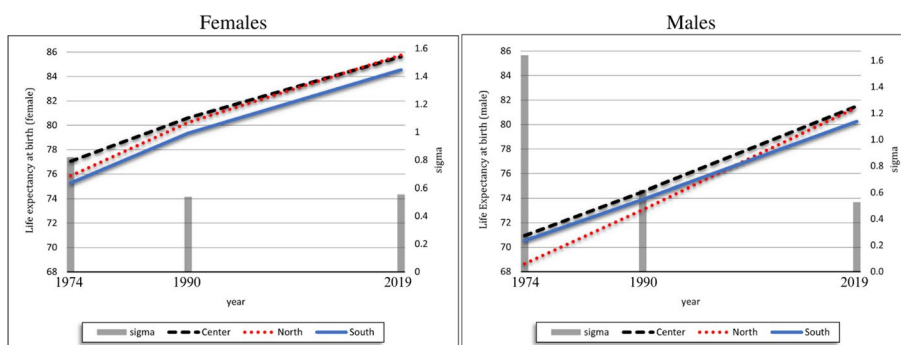 Females
Life expectancy at birth (female)
86
84
82
80
78
76
74
72
70
68
1.6
1.4
1.2
1
0.8
0.6
0.4
0.2
0
sigma
1974
1990
2019
year
sigma
Center
North
South
Males
Life Expectancy at birth (male)
86
84
82
80
78
76
74
72
70
68
1.6
1.4
1.2
1.0
0.8
0.6
0.4
0.2
0.0
sigma
1974
1990
2019
year
sigma
Center
North
South